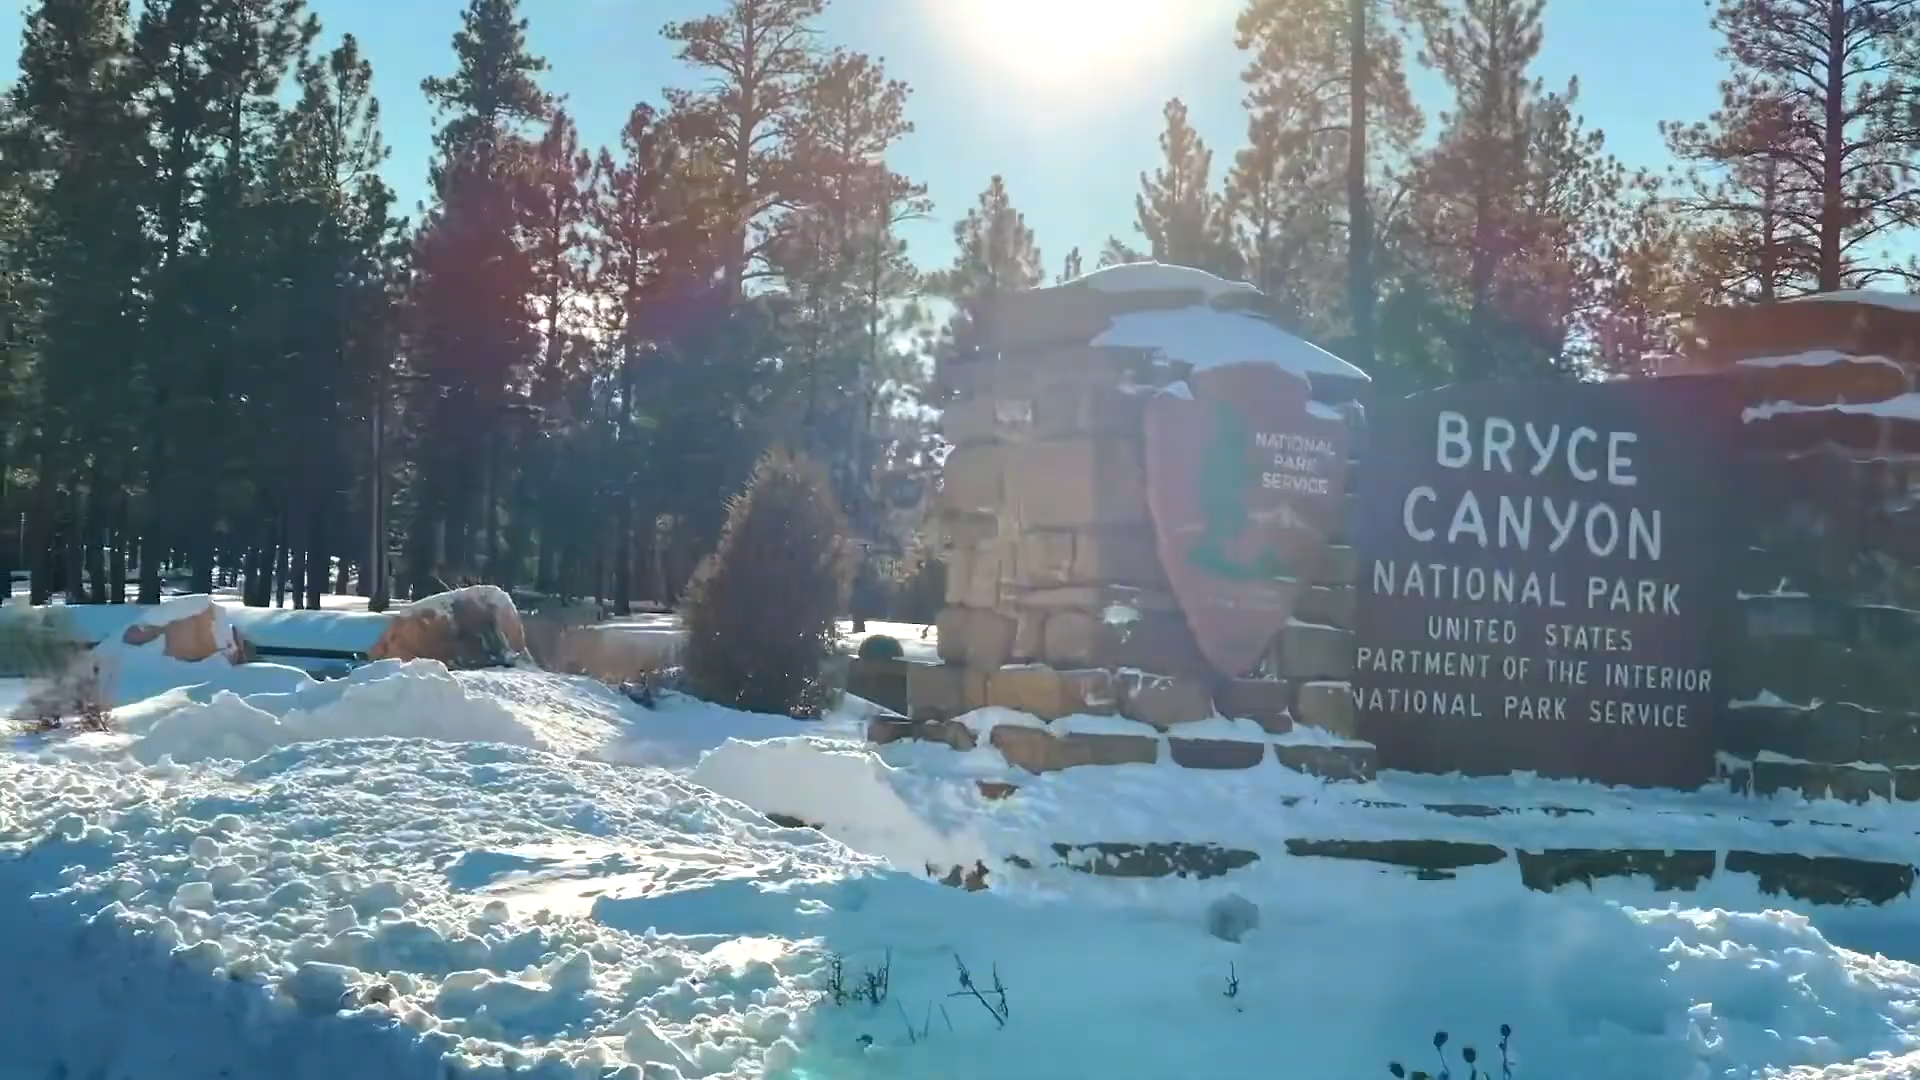 NATIONAL
PARK
SERVICE
BRYCE
CANYON
NATIONAL PARK
UNITED STATES
PARTMENT OF THE INTERIOR
NATIONAL PARK SERVICE